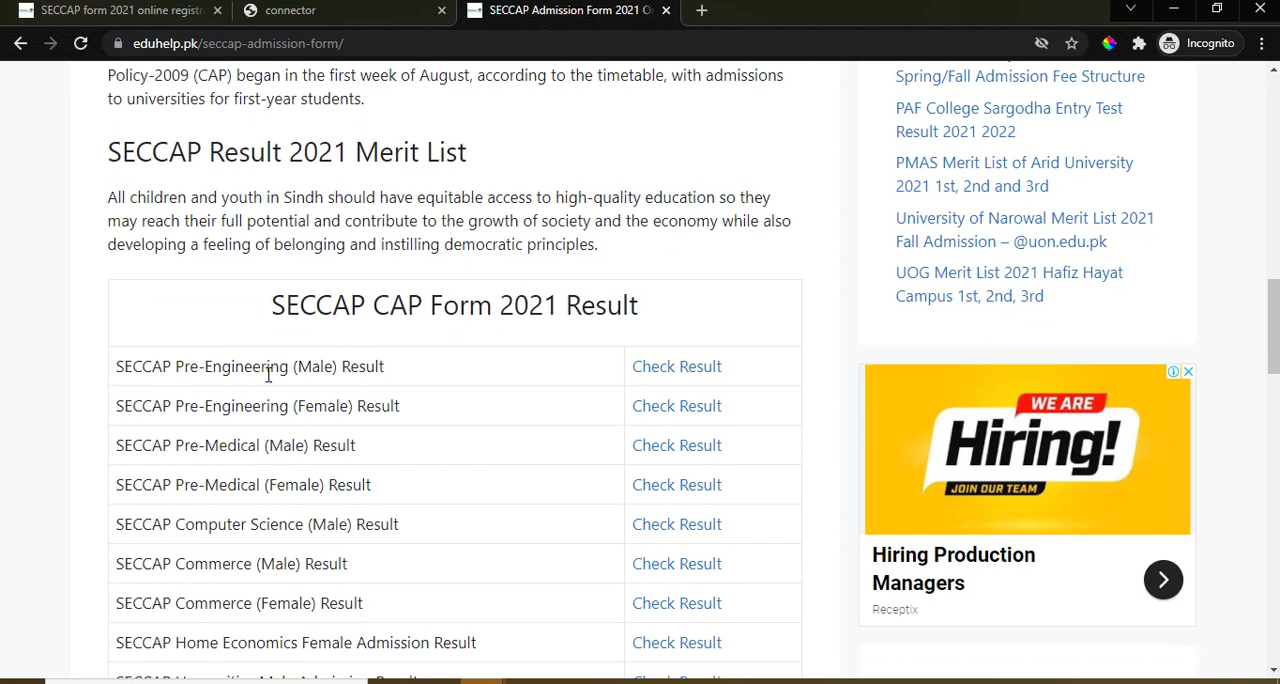 SECCAP form 2021 online registr
connector
SECCAP Admission Form 2021 O
eduhelp.pk/seccap-admission-form/
Incognito
Policy-2009 (CAP) began in the first week of August, according to the timetable, with admissions
to universities for first-year students.
SECCAP Result 2021 Merit List
All children and youth in Sindh should have equitable access to high-quality education so they
may reach their full potential and contribute to the growth of society and the economy while also
developing a feeling of belonging and instilling democratic principles.
SECCAP CAP Form 2021 Result
SECCAP Pre-Engineering (Male) Result Check Result
SECCAP Pre-Engineering (Female) Result Check Result
SECCAP Pre-Medical (Male) Result Check Result
SECCAP Pre-Medical (Female) Result Check Result
SECCAP Computer Science (Male) Result Check Result
SECCAP Commerce (Male) Result Check Result
SECCAP Commerce (Female) Result Check Result
SECCAP Home Economics Female Admission Result Check Result
Spring/Fall Admission Fee Structure
PAF College Sargodha Entry Test
Result 2021 2022
PMAS Merit List of Arid University
2021 1st, 2nd and 3rd
University of Narowal Merit List 2021
Fall Admission – @uon.edu.pk
UOG Merit List 2021 Hafiz Hayat
Campus 1st, 2nd, 3rd
WE ARE
Hiring!
JOIN OUR TEAM
Hiring Production
Managers
Receptix